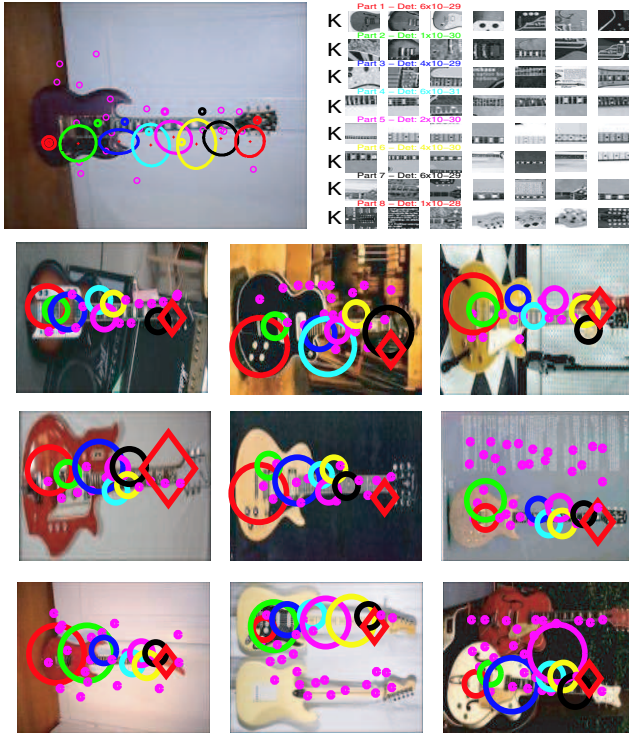 Part 1 − Det: 6x10−29
K
Part 2 − Det: 1x10−30
K
Part 3 − Det: 4x10−29
K
Part 4 − Det: 6x10−31
K
Part 5 − Det: 2x10−30
K
Part 6 − Det: 4x10−30
K
Part 7 − Det: 6x10−29
K
Part 8 − Det: 1x10−28
K